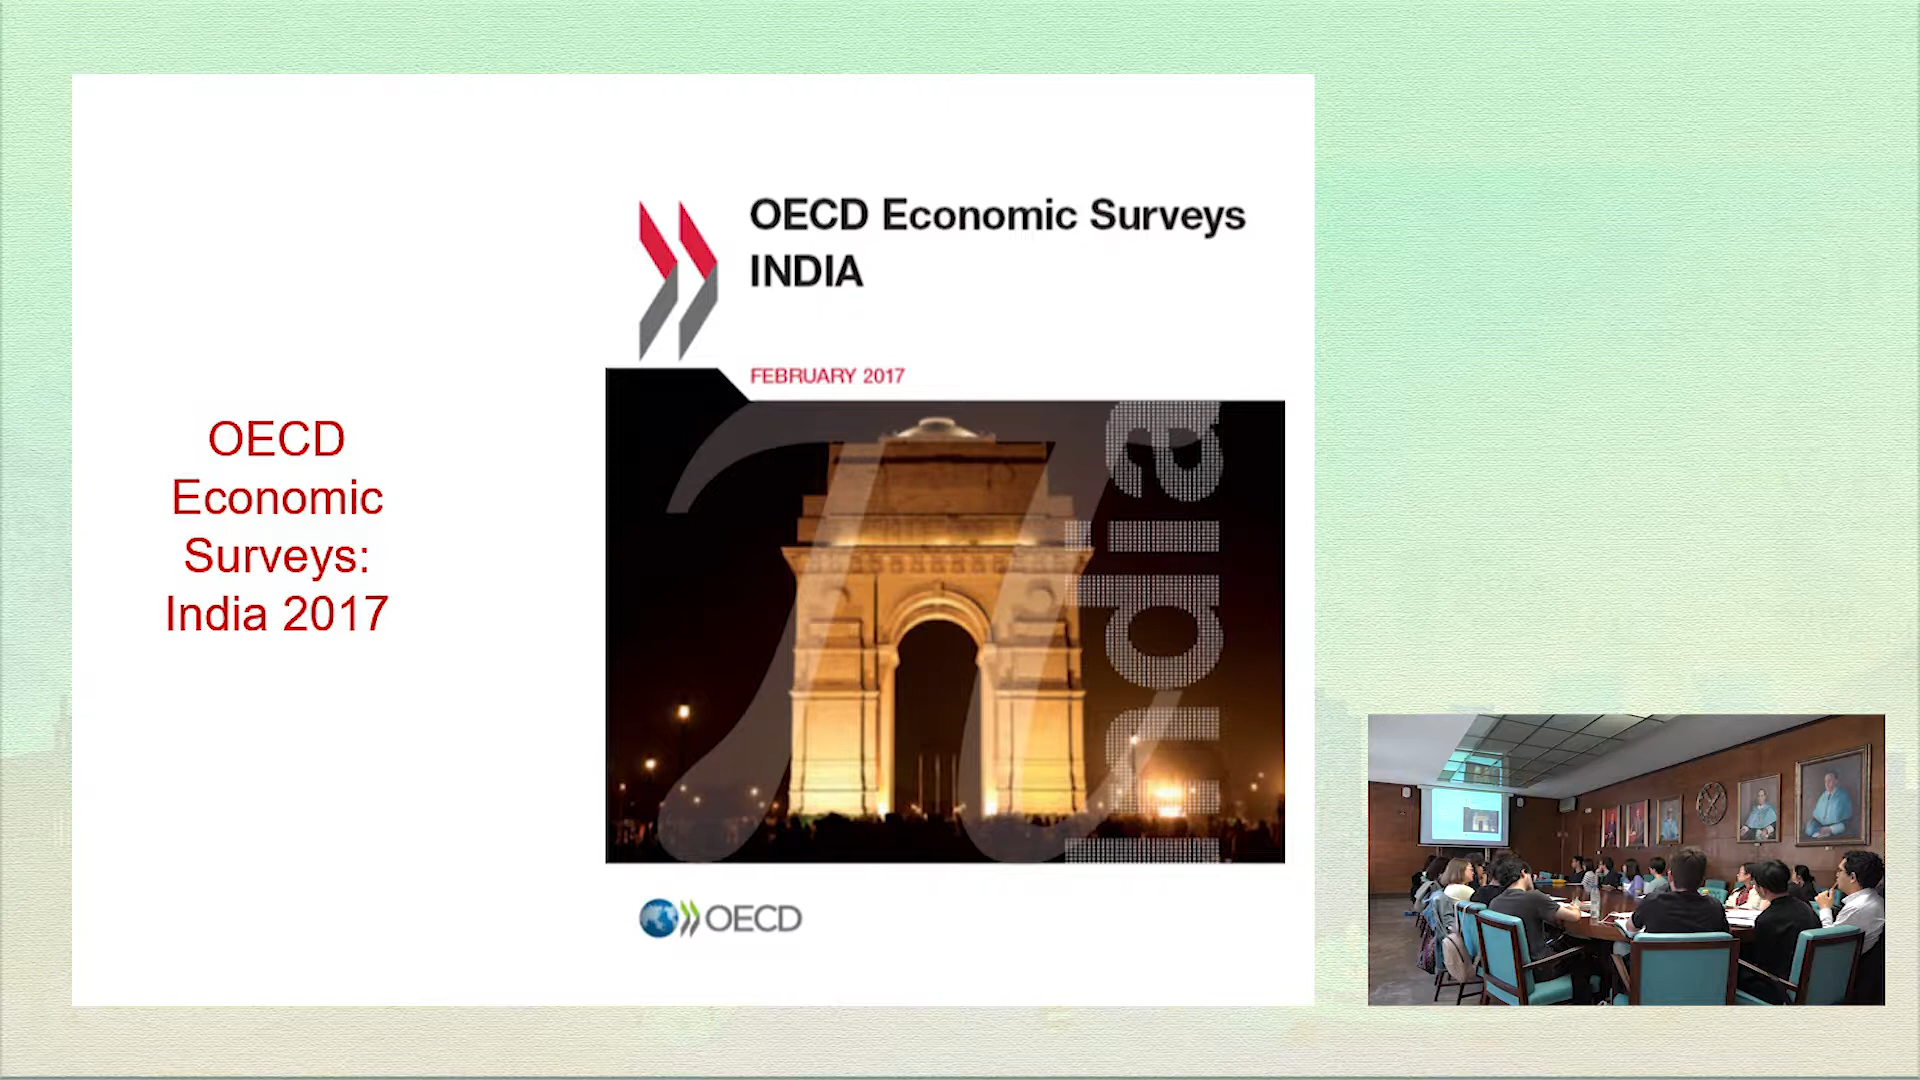 OECD
Economic
Surveys:
India 2017
OECD Economic Surveys
INDIA
FEBRUARY 2017
India
OECD